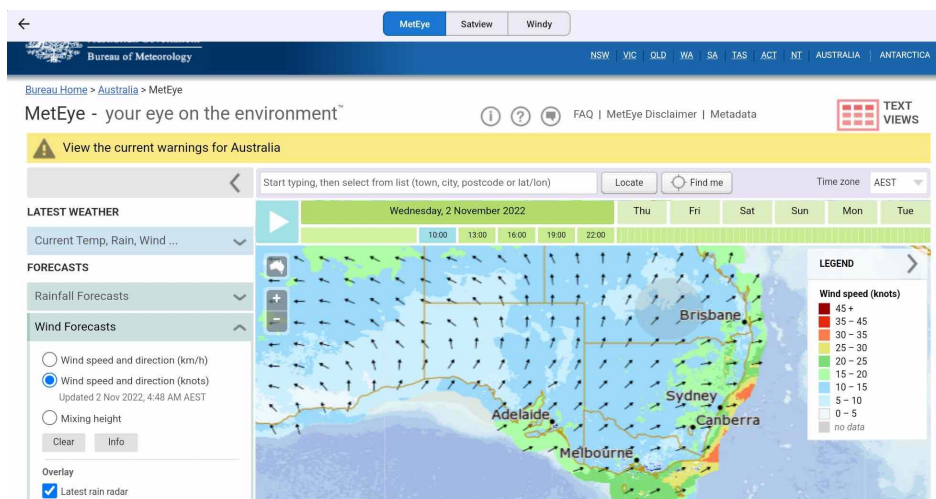 MetEye Satview Windy
Bureau of Meteorology
NSW VIC QLD WA SA TAS ACT NT AUSTRALIA ANTARCTICA
Bureau Home > Australia > MetEye
MetEye - your eye on the environment™
FAQ | MetEye Disclaimer | Metadata
TEXT
VIEWS
View the current warnings for Australia
Start typing, then select from list (town, city, postcode or lat/lon)
Locate
Find me
Time zone AEST
LATEST WEATHER
Current Temp, Rain, Wind ...
FORECASTS
Rainfall Forecasts
Wind Forecasts
Wind speed and direction (km/h)
Wind speed and direction (knots)
Updated 2 Nov 2022, 4:48 AM AEST
Mixing height
Clear Info
Overlay
Latest rain radar
Wednesday, 2 November 2022 Thu Fri Sat Sun Mon Tue
10:00 13:00 16:00 19:00 22:00
+
-
Brisbane
Sydney
Adelaide
Canberra
Melbourne
LEGEND
Wind speed (knots)
45 +
35 – 45
30 – 35
25 – 30
20 – 25
15 – 20
10 – 15
5 – 10
0 – 5
no data